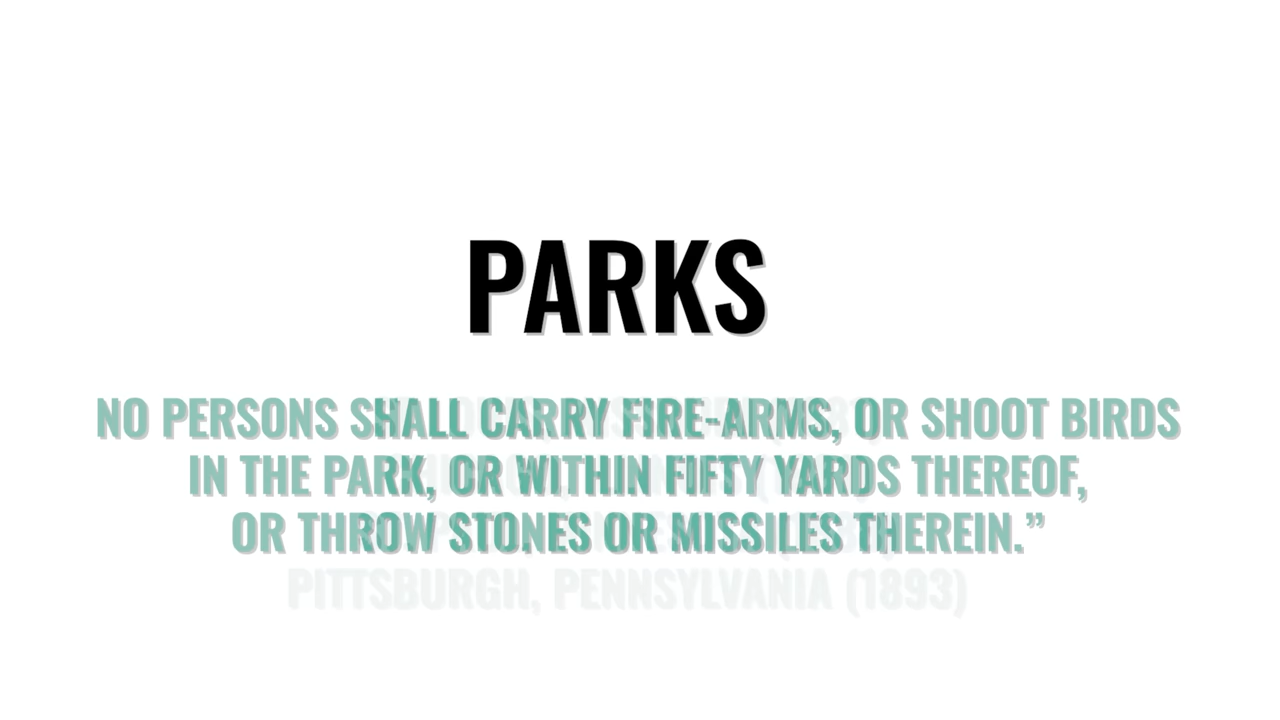 PARKS
NO PERSONS SHALL CARRY FIRE-ARMS, OR SHOOT BIRDS
IN THE PARK, OR WITHIN FIFTY YARDS THEREOF,
OR THROW STONES OR MISSILES THEREIN.”
PITTSBURGH, PENNSYLVANIA (1893)